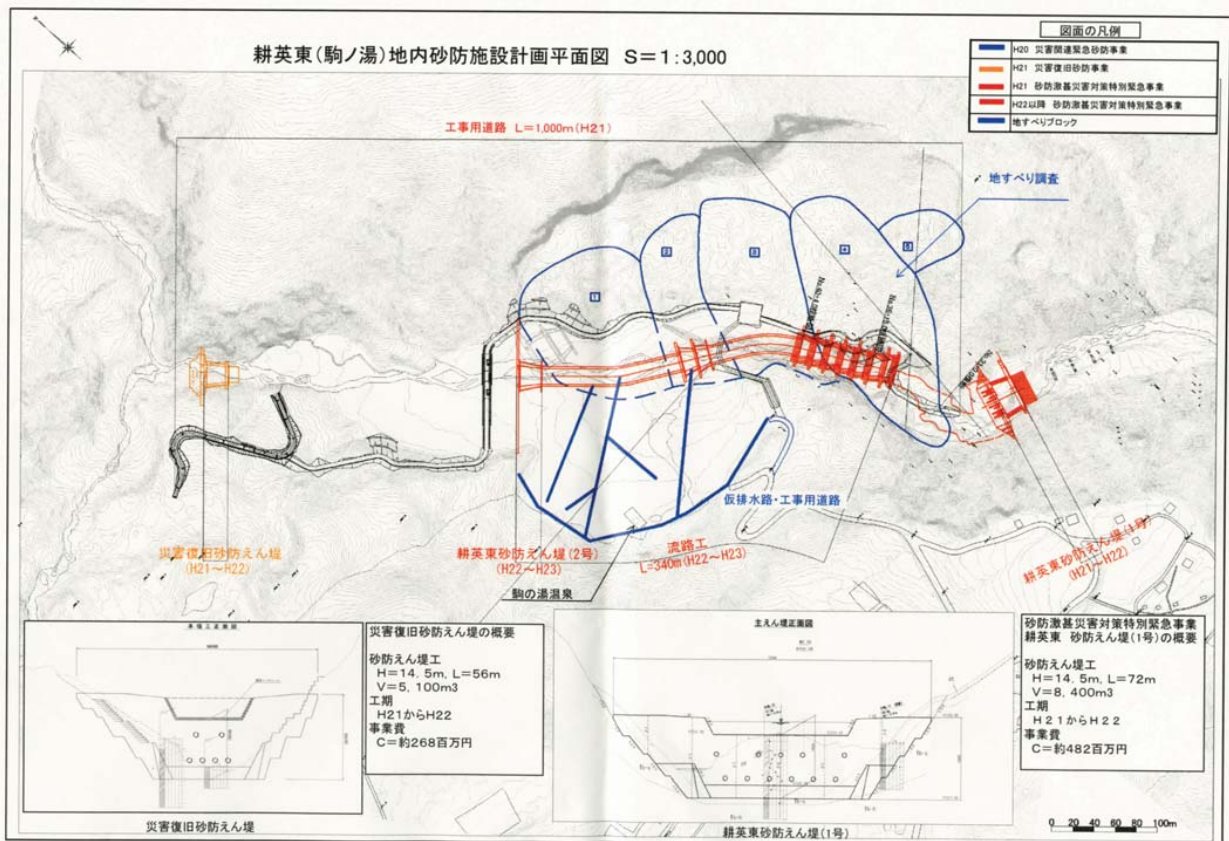 耕英東(駒ノ湯)地内砂防施設計画平面図 S=1:3,000
図面の凡例
H20 災害関連緊急砂防事業
H21 災害復旧砂防事業
H21 砂防激甚災害対策特別緊急事業
H22以降 砂防激甚災害対策特別緊急事業
地すべりブロック
工事用道路 L=1,000m(H21)
地すべり調査
1
2
3
4
5
仮排水路・工事用道路
災害復旧砂防えん堤
(H21~H22)
耕英東砂防えん堤(2号)
(H22~H23)
流路工
L=340m(H22~H23)
耕英東砂防えん堤(1号)
(H21~H22)
駒の湯温泉
災害復旧砂防えん堤の概要
砂防えん堤工
H=14.5m, L=56m
V=5,100m3
工期
H21からH22
事業費
C=約268百万円
災害復旧砂防えん堤
主えん堤正面図
耕英東砂防えん堤(1号)
砂防激甚災害対策特別緊急事業
耕英東 砂防えん堤(1号)の概要
砂防えん堤工
H=14.5m, L=72m
V=8,400m3
工期
H21からH22
事業費
C=約482百万円
0 20 40 60 80 100m